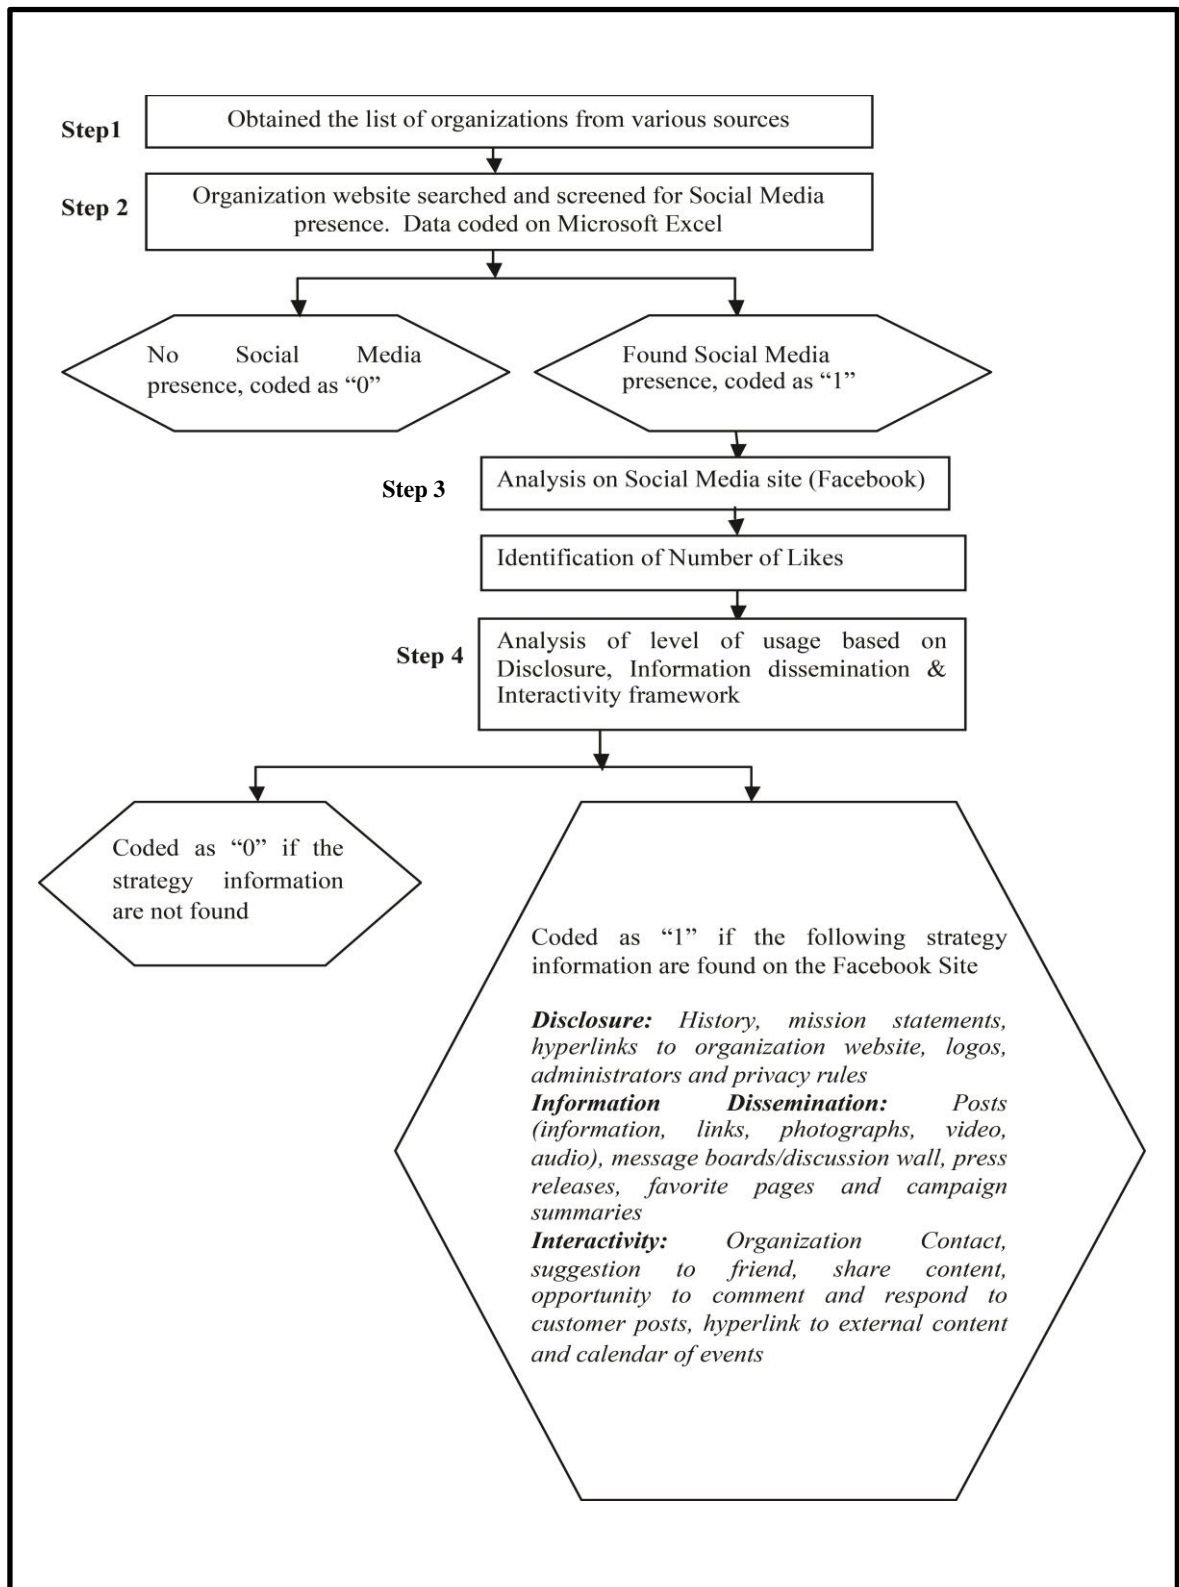 Step1
Obtained the list of organizations from various sources
Step 2
Organization website searched and screened for Social Media
presence. Data coded on Microsoft Excel
No Social Media
presence, coded as “0”
Found Social Media
presence, coded as “1”
Step 3
Analysis on Social Media site (Facebook)
Identification of Number of Likes
Step 4
Analysis of level of usage based on
Disclosure, Information dissemination &
Interactivity framework
Coded as “0” if the
strategy information
are not found
Coded as “1” if the following strategy
information are found on the Facebook Site
Disclosure: History, mission statements,
hyperlinks to organization website, logos,
administrators and privacy rules
Information Dissemination: Posts
(information, links, photographs, video,
audio), message boards/discussion wall, press
releases, favorite pages and campaign
summaries
Interactivity: Organization Contact,
suggestion to friend, share content,
opportunity to comment and respond to
customer posts, hyperlink to external content
and calendar of events